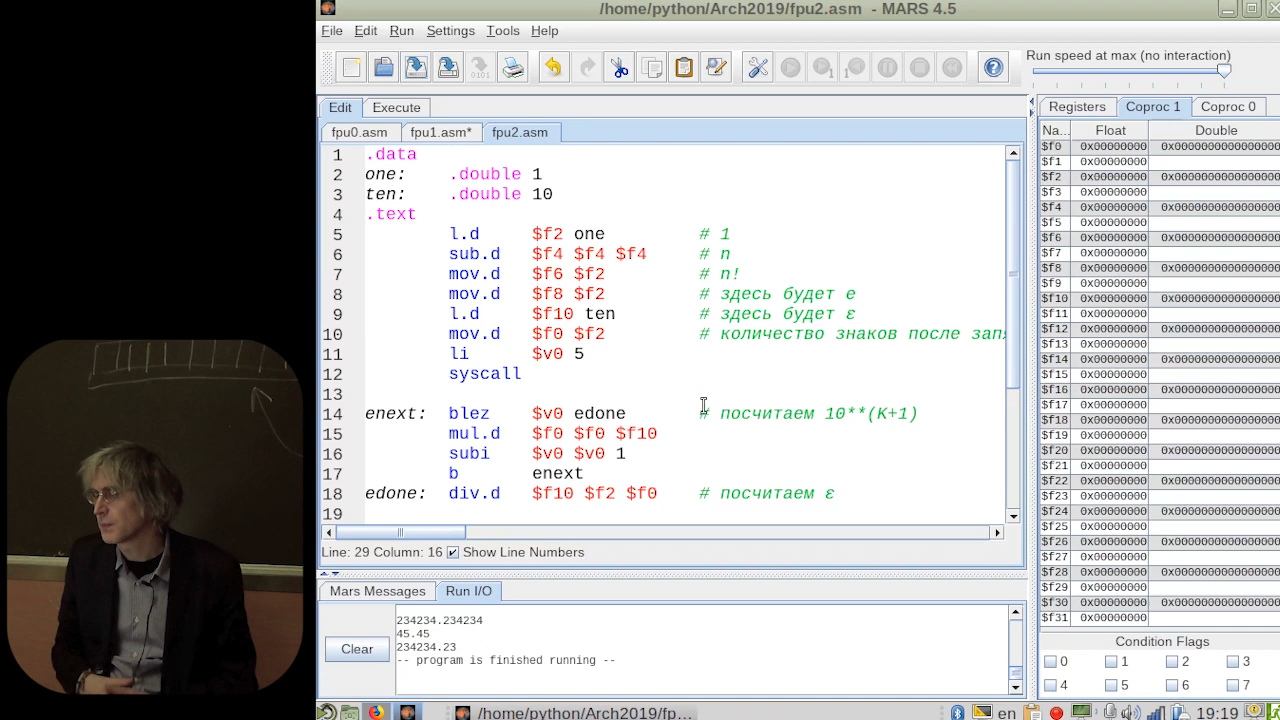 /home/python/Arch2019/fpu2.asm - MARS 4.5
File Edit Run Settings Tools Help
Run speed at max (no interaction)
Edit Execute
Registers Coproc 1 Coproc 0
fpu0.asm fpu1.asm* fpu2.asm
Na... Float Double
1 .data
2 one: .double 1
3 ten: .double 10
4 .text
5 l.d $f2 one # 1
6 sub.d $f4 $f4 $f4 # n
7 mov.d $f6 $f2 # n!
8 mov.d $f8 $f2 # здесь будет e
9 l.d $f10 ten # здесь будет ε
10 mov.d $f0 $f2 # количество знаков после
11 li $v0 5
12 syscall
13
14 enext: blez $v0 edone # посчитаем 10**(K+1)
15 mul.d $f0 $f0 $f10
16 subi $v0 $v0 1
17 b enext
18 edone: div.d $f10 $f2 $f0 # посчитаем ε
19
Line: 29 Column: 16 Show Line Numbers
$f0 0x00000000
$f1 0x00000000
$f2 0x00000000
$f3 0x00000000
$f4 0x00000000
$f5 0x00000000
$f6 0x00000000
$f7 0x00000000
$f8 0x00000000
$f9 0x00000000
$f10 0x00000000
$f11 0x00000000
$f12 0x00000000
$f13 0x00000000
$f14 0x00000000
$f15 0x00000000
$f16 0x00000000
$f17 0x00000000
$f18 0x00000000
$f19 0x00000000
$f20 0x00000000
$f21 0x00000000
$f22 0x00000000
$f23 0x00000000
$f24 0x00000000
$f25 0x00000000
$f26 0x00000000
$f27 0x00000000
$f28 0x00000000
$f29 0x00000000
$f30 0x00000000
$f31 0x00000000
Condition Flags
0 1 2 3
4 5 6 7
Mars Messages Run I/O
Clear
234234.234234
45.45
234234.23
-- program is finished running --
/home/python/Arch2019/fp...
en
19:19